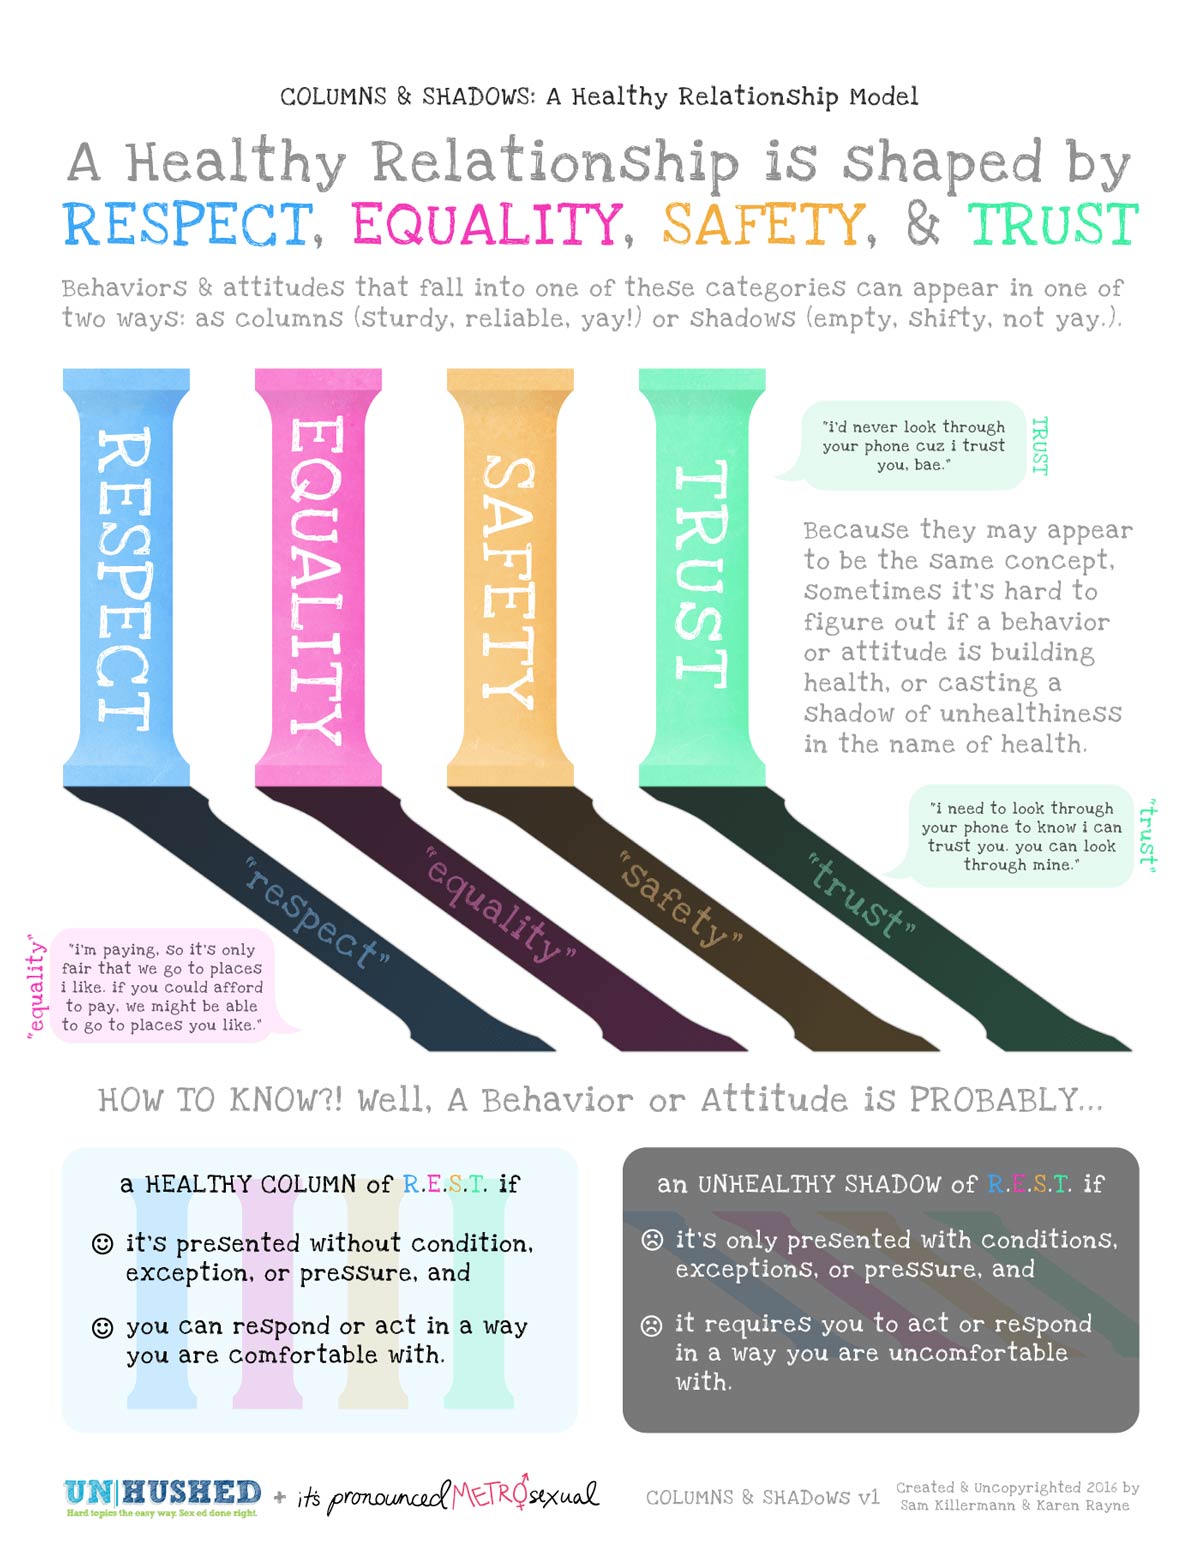 COLUMNS & SHADOWS: A Healthy Relationship Model
A Healthy Relationship is shaped by
RESPECT, EQUALITY, SAFETY, & TRUST
Behaviors & attitudes that fall into one of these categories can appear in one of
two ways: as columns (sturdy, reliable, yay!) or shadows (empty, shifty, not yay.).
RESPECT
EQUALITY
SAFETY
TRUST
"i'd never look through
your phone cuz i trust
you, bae."
TRUST
Because they may appear
to be the same concept,
sometimes it's hard to
figure out if a behavior
or attitude is building
health, or casting a
shadow of unhealthiness
in the name of health.
"respect"
"equality"
"safety"
"trust"
"i need to look through
your phone to know i can
trust you. you can look
through mine."
"trust"
"equality"
"i'm paying, so it's only
fair that we go to places
i like. if you could afford
to pay, we might be able
to go to places you like."
HOW TO KNOW?! Well, A Behavior or Attitude is PROBABLY...
a HEALTHY COLUMN of R.E.S.T. if
it's presented without condition,
exception, or pressure, and
you can respond or act in a way
you are comfortable with.
an UNHEALTHY SHADOW of R.E.S.T. if
it's only presented with conditions,
exceptions, or pressure, and
it requires you to act or respond
in a way you are uncomfortable
with.
UN|HUSHED
Hard topics the easy way. Sex ed done right.
+ it's pronounced METROsexual
COLUMNS & SHADOWS v1
Created & Uncopyrighted 2016 by
Sam Killermann & Karen Rayne